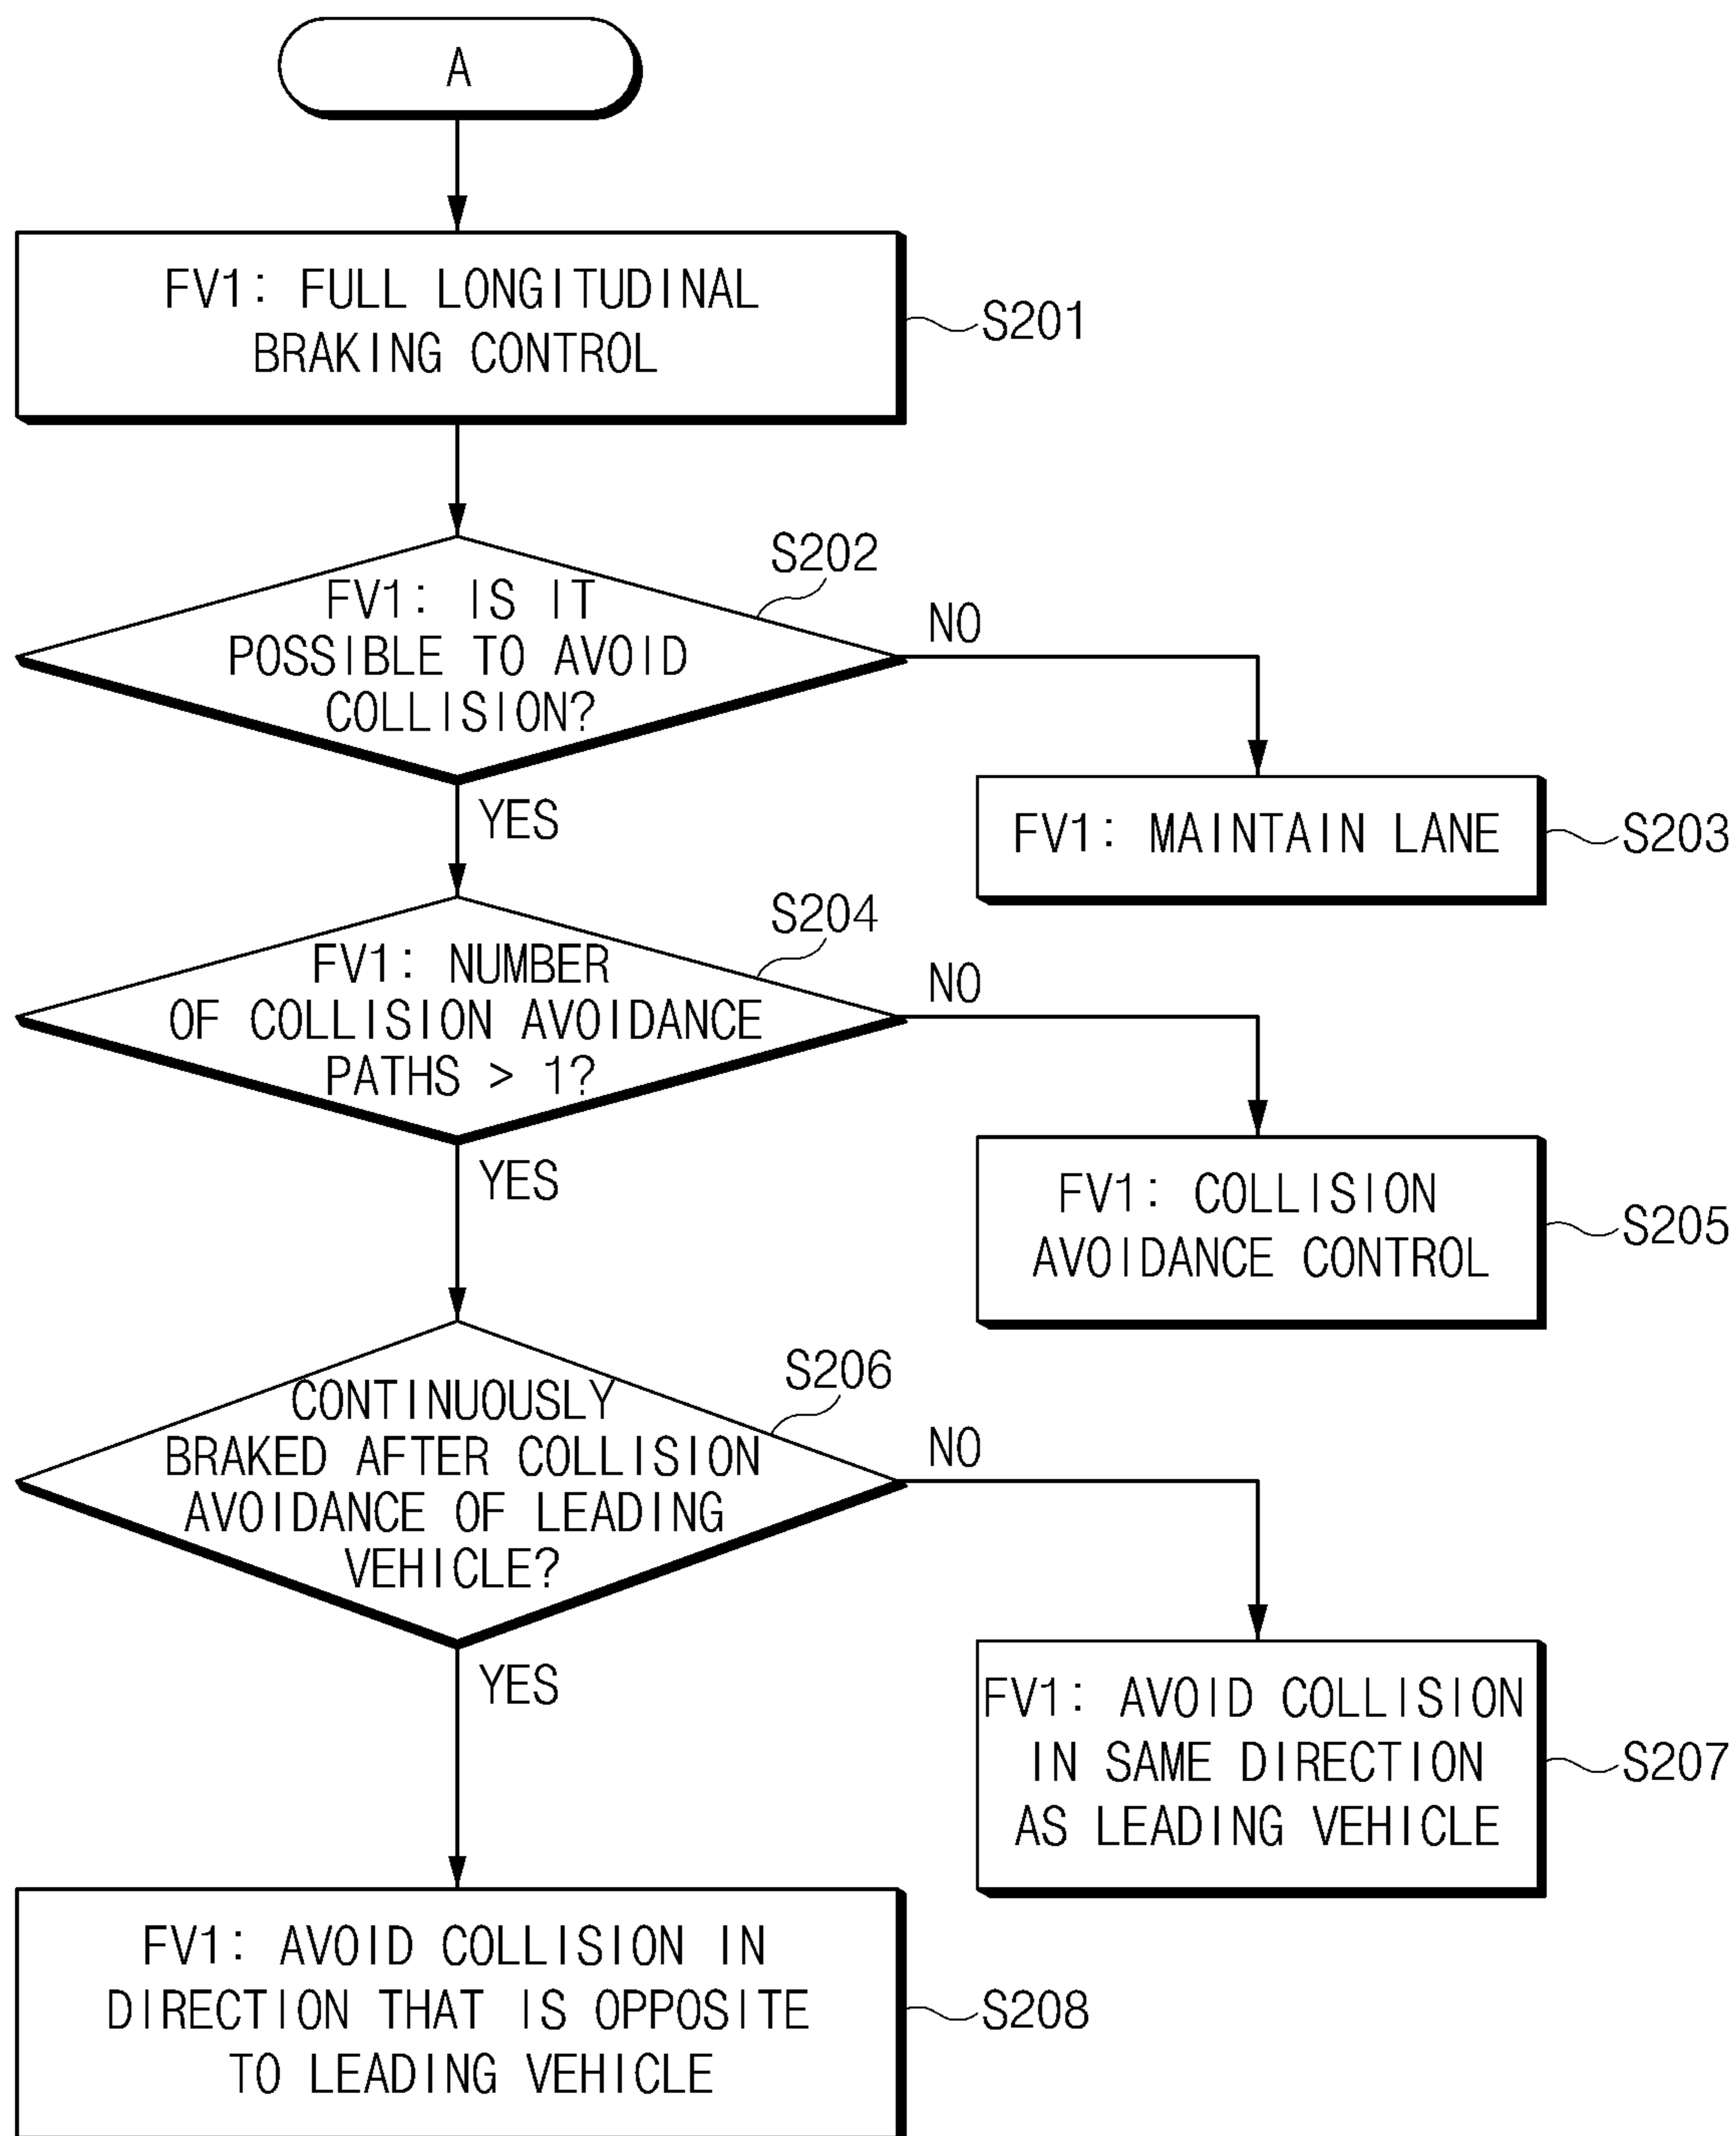 A
FV1: FULL LONGITUDINAL
BRAKING CONTROL
S201
FV1: IS IT
POSSIBLE TO AVOID
COLLISION?
S202
NO
YES
FV1: MAINTAIN LANE
S203
FV1: NUMBER
OF COLLISION AVOIDANCE
PATHS > 1?
S204
NO
YES
FV1: COLLISION
AVOIDANCE CONTROL
S205
CONTINUOUSLY
BRAKED AFTER COLLISION
AVOIDANCE OF LEADING
VEHICLE?
S206
NO
YES
FV1: AVOID COLLISION
IN SAME DIRECTION
AS LEADING VEHICLE
S207
FV1: AVOID COLLISION IN
DIRECTION THAT IS OPPOSITE
TO LEADING VEHICLE
S208